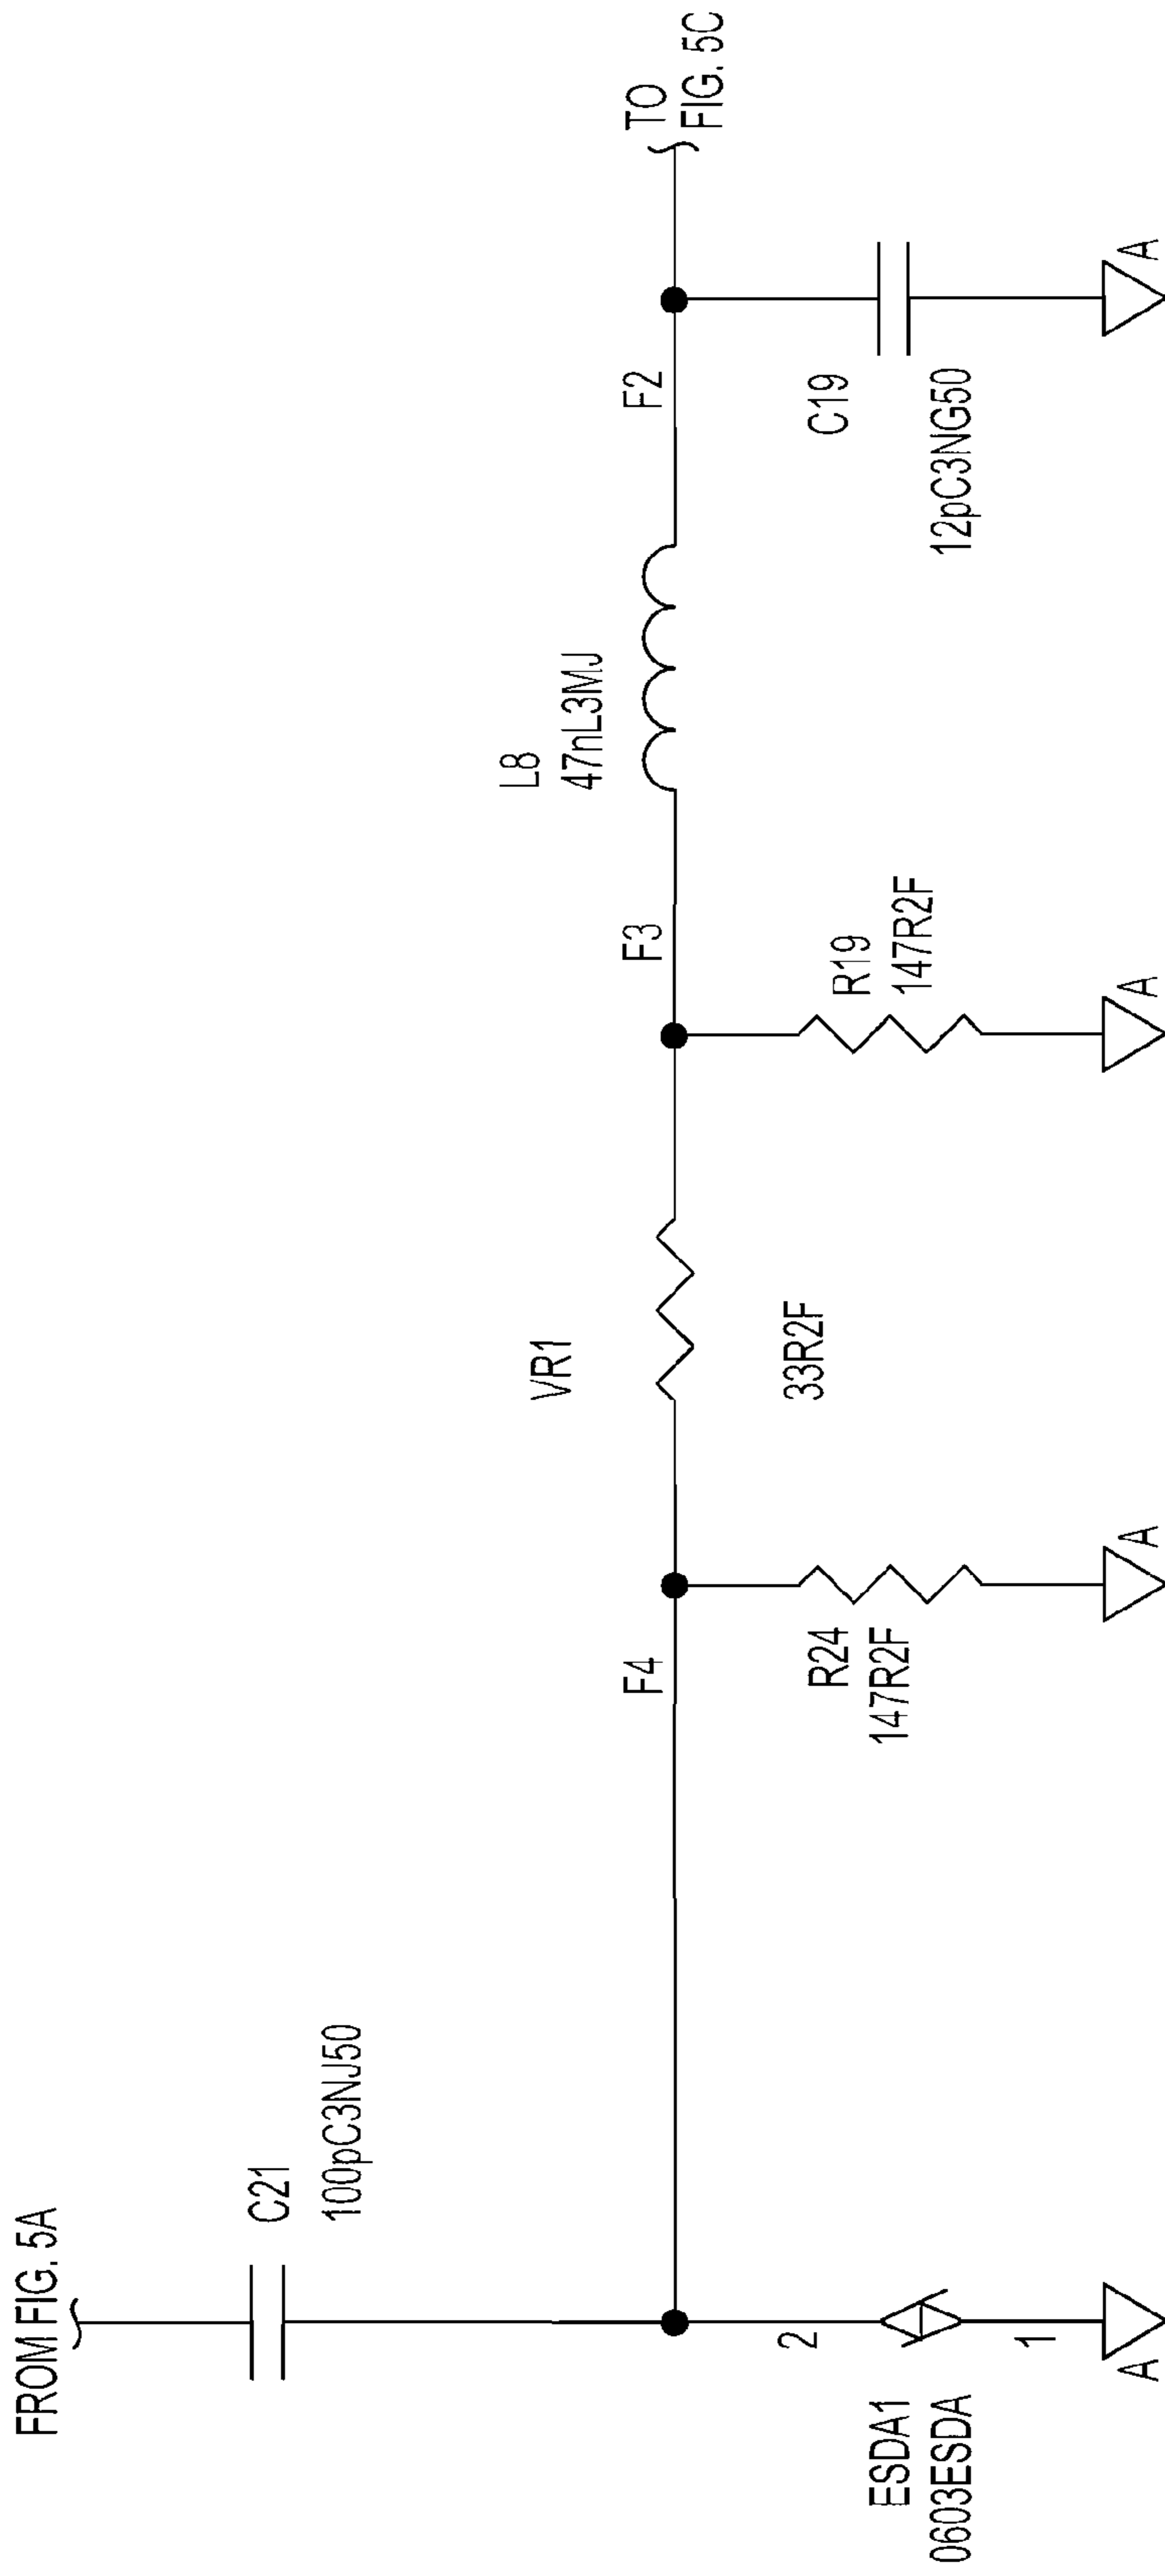 FROM FIG. 5A
C21
100pC3NJ50
ESDA1
0603ESDA
2
1
A
F4
R24
147R2F
A
VR1
33R2F
F3
R19
147R2F
A
L8
47nL3MJ
F2
C19
12pC3NG50
A
TO
FIG. 5C